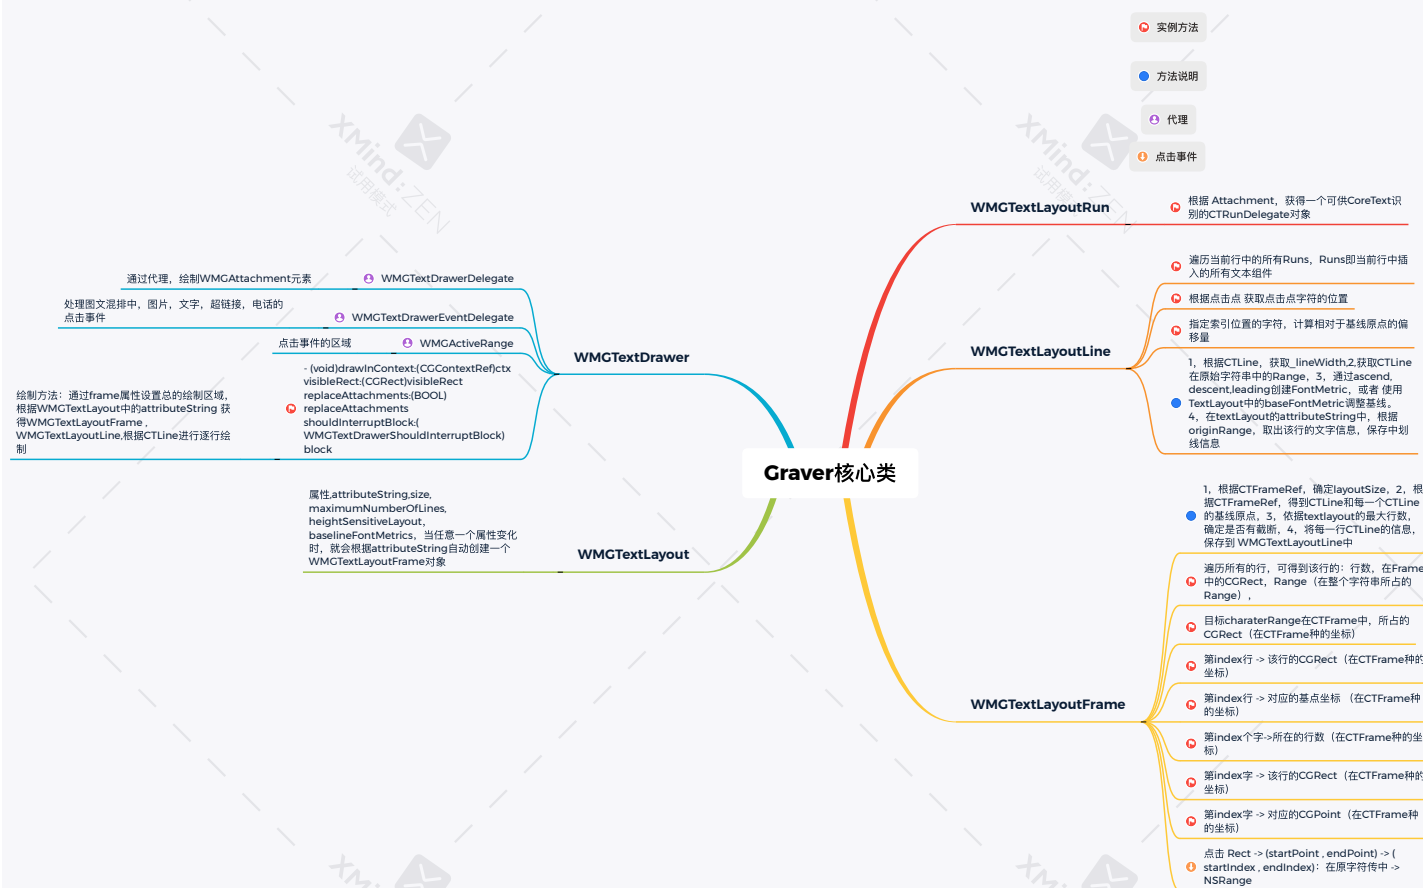 实例方法
方法说明
代理
点击事件
XMind:ZEN
试用模式
XMind:ZEN
试用模式
WMGTextLayoutRun
根据 Attachment，获得一个可供CoreText识
别的CTRunDelegate对象
WMGTextLayoutLine
遍历当前行中的所有Runs，Runs即当前行中插
入的所有文本组件
根据点击点 获取点击点字符的位置
指定索引位置的字符，计算相对于基线原点的偏
移量
1，根据CTLine，获取_lineWidth,2,获取CTLine
在原始字符串中的Range，3，通过ascend,
descent,leading创建FontMetric，或者 使用
TextLayout中的baseFontMetric调整基线。
4，在textLayout的attributeString中，根据
originRange，取出该行的文字信息，保存中划
线信息
通过代理，绘制WMGAttachment元素
WMGTextDrawerDelegate
处理图文混排中，图片，文字，超链接，电话的
点击事件
WMGTextDrawerEventDelegate
点击事件的区域
WMGActiveRange
WMGTextDrawer
- (void)drawInContext:(CGContextRef)ctx
visibleRect:(CGRect)visibleRect
replaceAttachments:(BOOL)
replaceAttachments
shouldInterruptBlock:(
WMGTextDrawerShouldInterruptBlock)
block
绘制方法：通过frame属性设置总的绘制区域，
根据WMGTextLayout中的attributeString 获
得WMGTextLayoutFrame ,
WMGTextLayoutLine,根据CTLine进行逐行绘
制
Graver核心类
属性,attributeString,size,
maximumNumberOfLines,
heightSensitiveLayout,
baselineFontMetrics，当任意一个属性变化
时，就会根据attributeString自动创建一个
WMGTextLayoutFrame对象
WMGTextLayout
WMGTextLayoutFrame
1，根据CTFrameRef，确定layoutSize，2，根
据CTFrameRef，得到CTLine和每一个CTLine
的基线原点，3，依据textlayout的最大行数，
确定是否有截断，4，将每一行CTLine的信息，
保存到 WMGTextLayoutLine中
遍历所有的行，可得到该行的：行数，在Frame
中的CGRect，Range（在整个字符串所占的
Range），
目标charaterRange在CTFrame中，所占的
CGRect（在CTFrame种的坐标）
第index行 -> 该行的CGRect（在CTFrame种的
坐标）
第index行 -> 对应的基点坐标 （在CTFrame种
的坐标）
第index个字->所在的行数（在CTFrame种的坐
标）
第index字 -> 该行的CGRect（在CTFrame种的
坐标）
第index字 -> 对应的CGPoint（在CTFrame种
的坐标）
点击 Rect -> (startPoint , endPoint) -> (
startIndex , endIndex)：在原字符传中 ->
NSRange